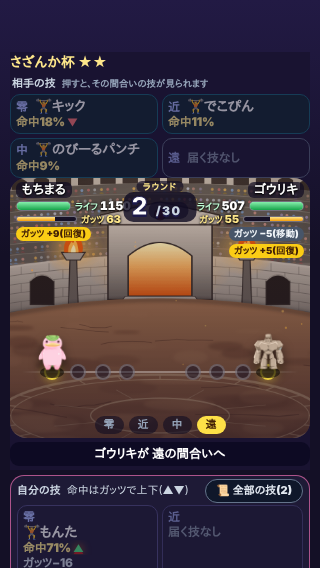 さざんか杯 ★★
相手の技 押すと、その間合いの技が見られます
零 🏋キック
命中18% ▼
近 🏋でこぴん
命中11%
中 🏋のびーるパンチ
命中9%
遠 届く技なし
もちまる
ラウンド
ゴウリキ
ライフ 1150
2 /30
ライフ 507
ガッツ 63
ガッツ 55
ガッツ +9(回復)
ガッツ −5(移動)
ガッツ +5(回復)
零 近 中 遠
ゴウリキが 遠の間合いへ
自分の技 命中はガッツで上下(▲▼)
📜 全部の技(2)
零
🏋もんた
命中71% ▲
ガッツ−16
近
届く技なし